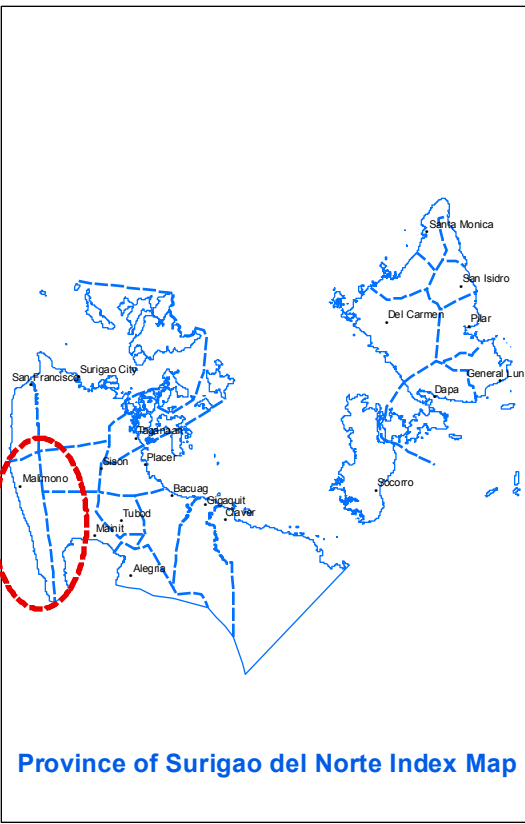 Santa Monica
San Isidro
Del Carmen
Pilar
General Lun
Dapa
Surigao City
San Francisco
Taganaan
Placer
Sison
Malimono
Socorro
Bacuag
Gigaquit
Claver
Tubod
Mainit
Alegria
Province of Surigao del Norte Index Map